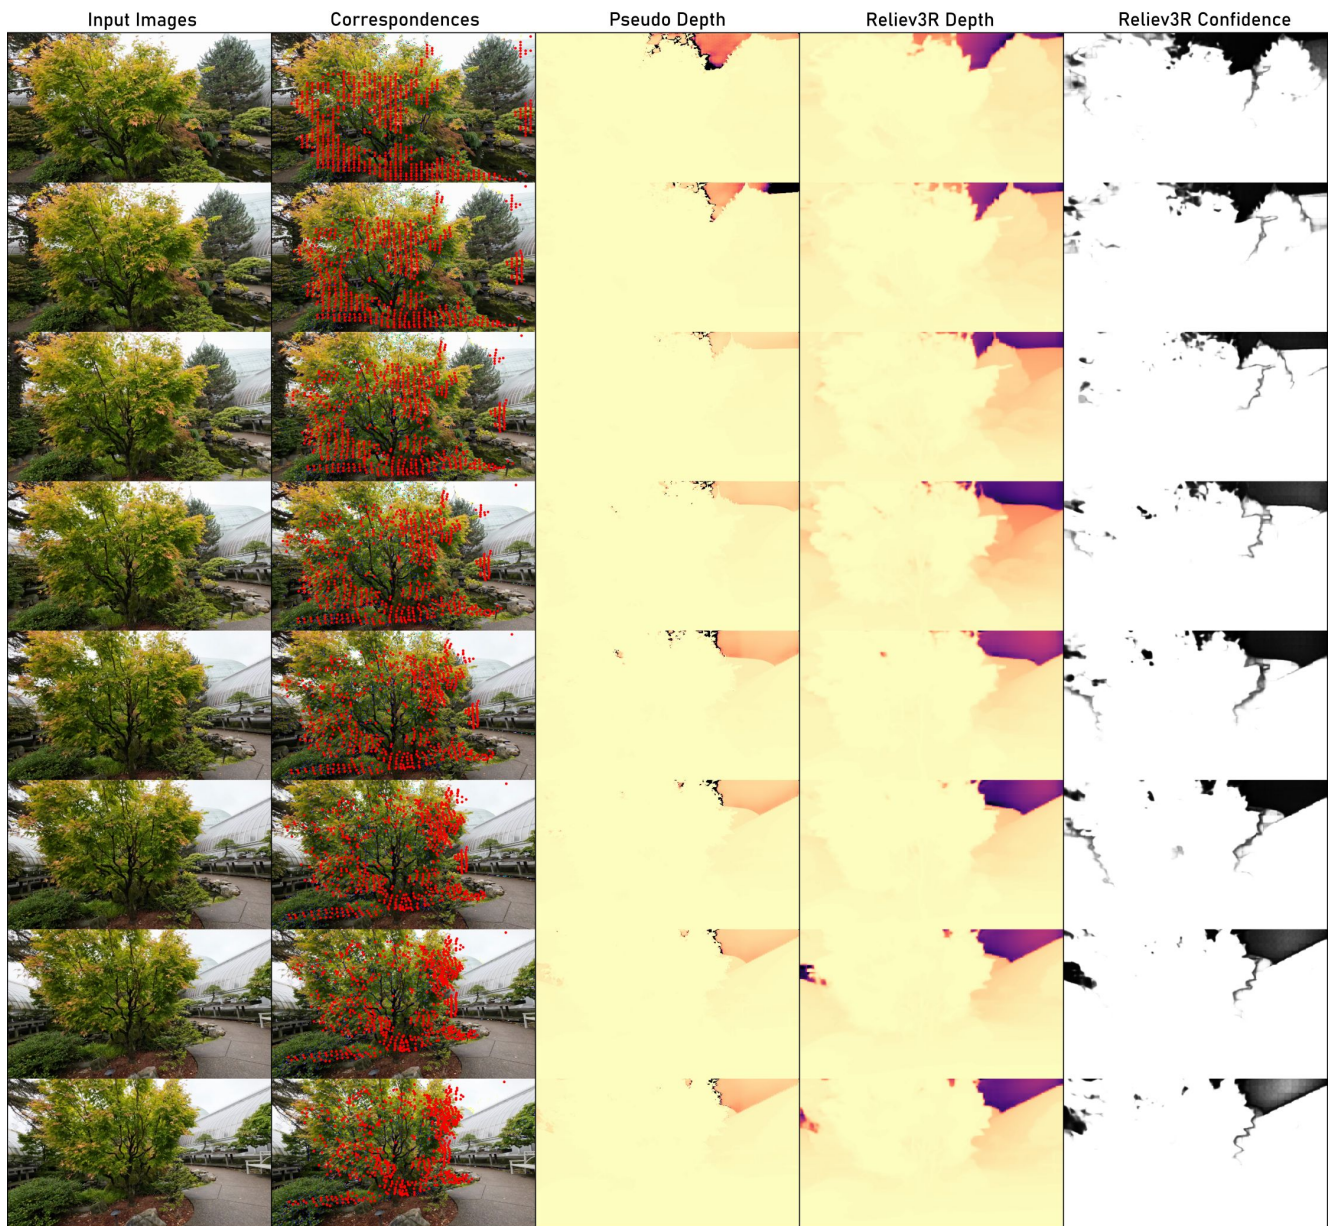 Input Images
Correspondences
Pseudo Depth
Reliev3R Depth
Reliev3R Confidence